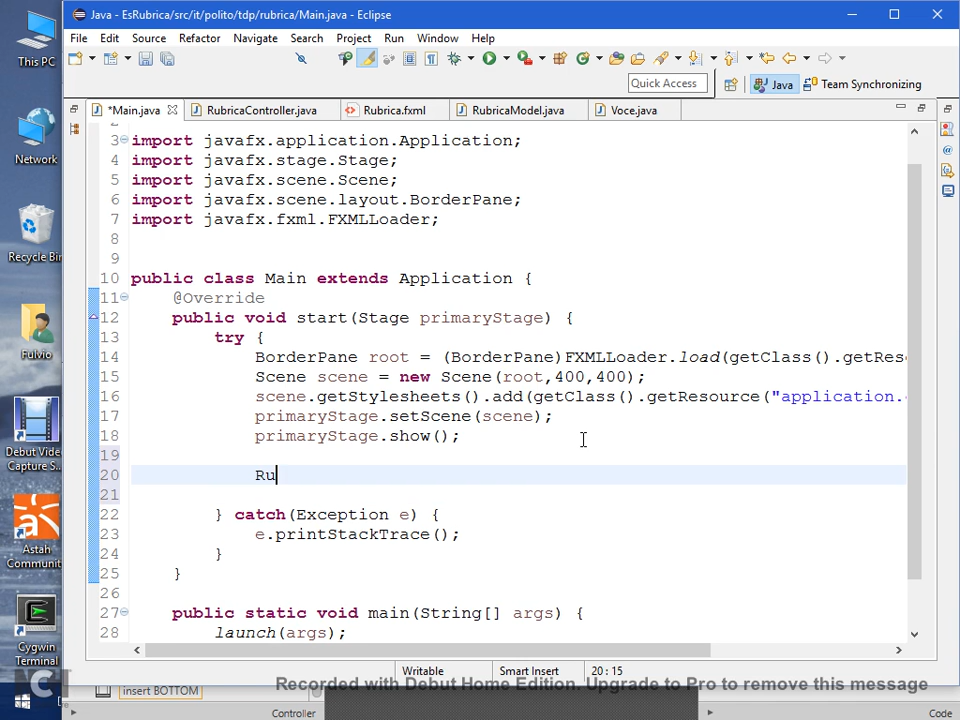 Java - EsRubrica/src/it/polito/tdp/rubrica/Main.java - Eclipse
This PC
Network
Recycle Bin
Fulvio
Debut Video
Capture S...
Astah
Communit
Cygwin
Terminal
File Edit Source Refactor Navigate Search Project Run Window Help
Quick Access
Java
Team Synchronizing
*Main.java
RubricaController.java
Rubrica.fxml
RubricaModel.java
Voce.java
3 import javafx.application.Application;
4 import javafx.stage.Stage;
5 import javafx.scene.Scene;
6 import javafx.scene.layout.BorderPane;
7 import javafx.fxml.FXMLLoader;
8
9
10 public class Main extends Application {
11 @Override
12 public void start(Stage primaryStage) {
13 try {
14 BorderPane root = (BorderPane)FXMLLoader.load(getClass().getReso
15 Scene scene = new Scene(root,400,400);
16 scene.getStylesheets().add(getClass().getResource("application.
17 primaryStage.setScene(scene);
18 primaryStage.show();
19
20 Ru
21
22 } catch(Exception e) {
23 e.printStackTrace();
24 }
25 }
26
27 public static void main(String[] args) {
28 launch(args);
Writable
Smart Insert
20 : 15
Recorded with Debut Home Edition. Upgrade to Pro to remove this message
insert BOTTOM
Controller
Code